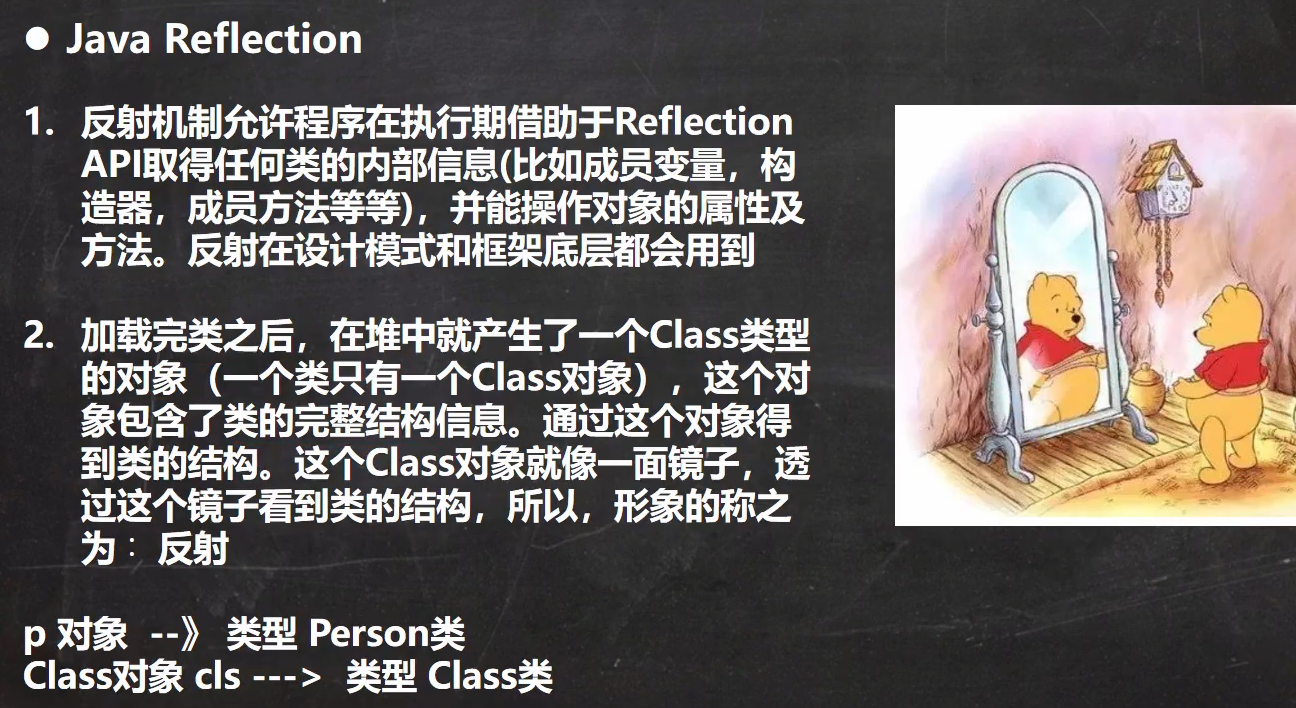 ● Java Reflection
1. 反射机制允许程序在执行期借助于Reflection
API取得任何类的内部信息(比如成员变量，构
造器，成员方法等等)，并能操作对象的属性及
方法。反射在设计模式和框架底层都会用到
2. 加载完类之后，在堆中就产生了一个Class类型
的对象（一个类只有一个Class对象），这个对
象包含了类的完整结构信息。通过这个对象得
到类的结构。这个Class对象就像一面镜子，透
过这个镜子看到类的结构，所以，形象的称之
为：反射
p 对象 --》 类型 Person类
Class对象 cls ---> 类型 Class类